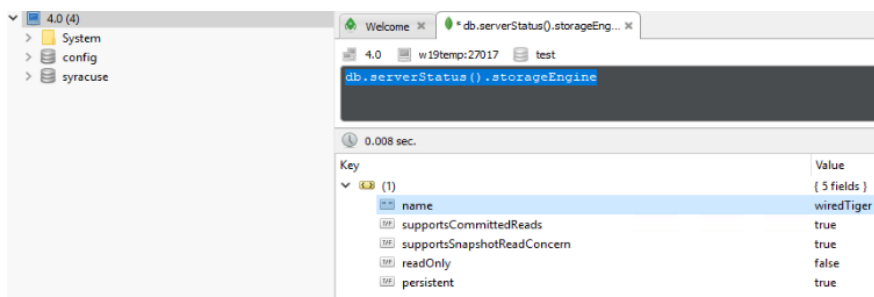 4.0 (4)
System
config
syracuse
Welcome
* db.serverStatus().storageEng...
4.0 w19temp:27017 test
db.serverStatus().storageEngine
0.008 sec.
Key Value
(1) { 5 fields }
name wiredTiger
supportsCommittedReads true
supportsSnapshotReadConcern true
readOnly false
persistent true